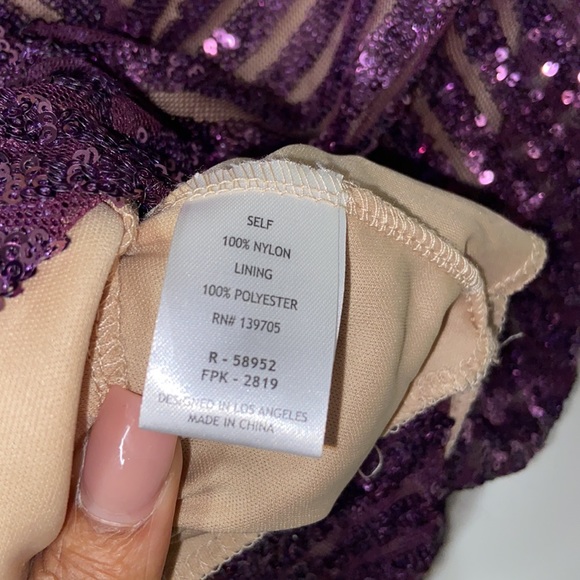 SELF
100% NYLON
LINING
100% POLYESTER
RN# 139705
R - 58952
FPK - 2819
DESIGNED IN LOS ANGELES
MADE IN CHINA